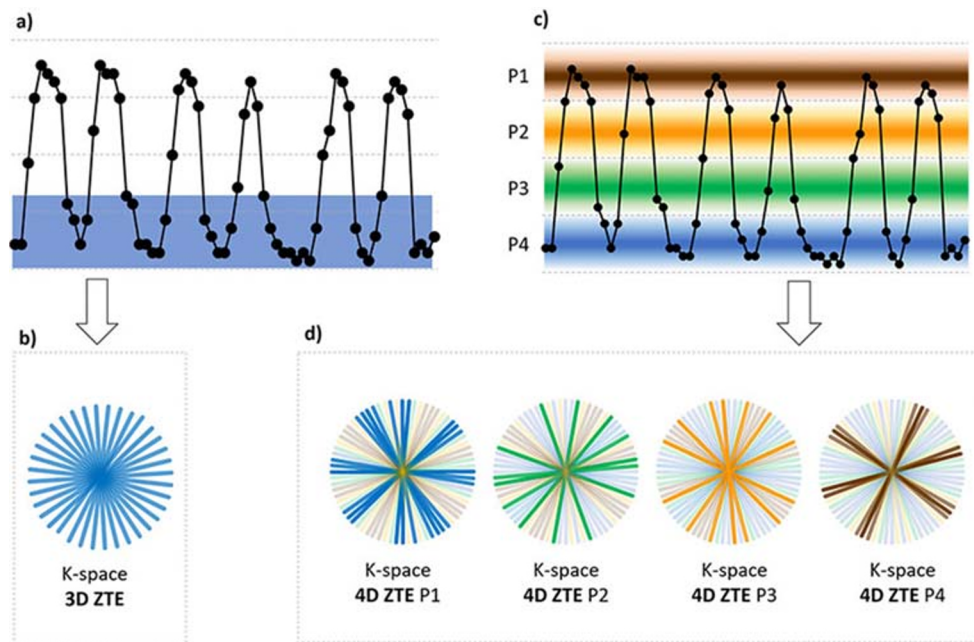 a)
c)
P1
P2
P3
P4
b)
d)
K-space
3D ZTE
K-space
4D ZTE P1
K-space
4D ZTE P2
K-space
4D ZTE P3
K-space
4D ZTE P4